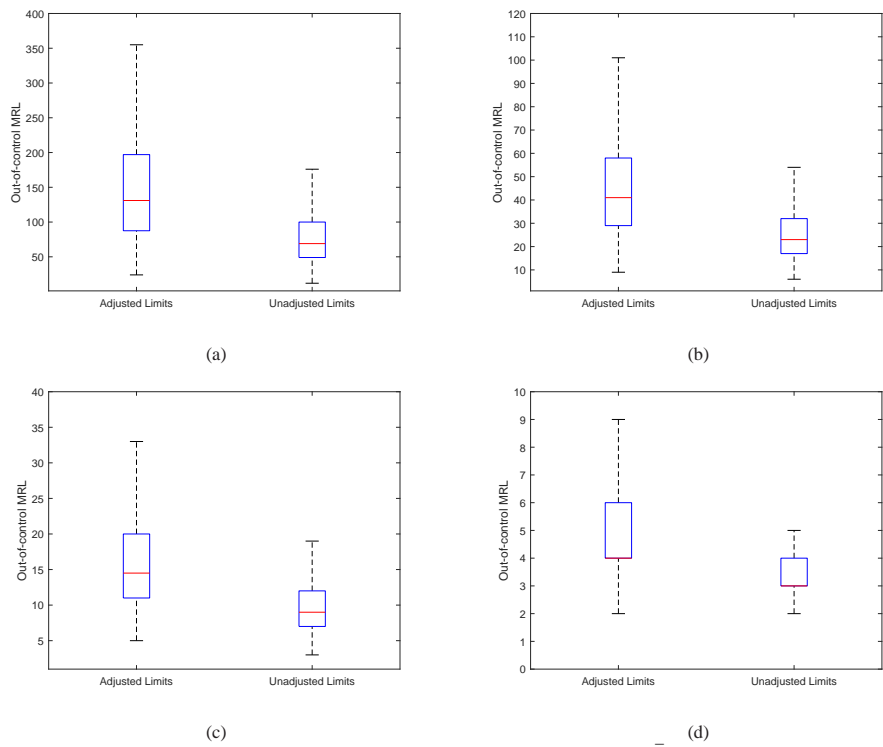 400
350
300
250
200
150
100
50
Out-of-control MRL
Adjusted Limits
Unadjusted Limits
(a)
120
110
100
90
80
70
60
50
40
30
20
10
Out-of-control MRL
Adjusted Limits
Unadjusted Limits
(b)
40
35
30
25
20
15
10
5
Out-of-control MRL
Adjusted Limits
Unadjusted Limits
(c)
10
9
8
7
6
5
4
3
2
1
0
Out-of-control MRL
Adjusted Limits
Unadjusted Limits
(d)